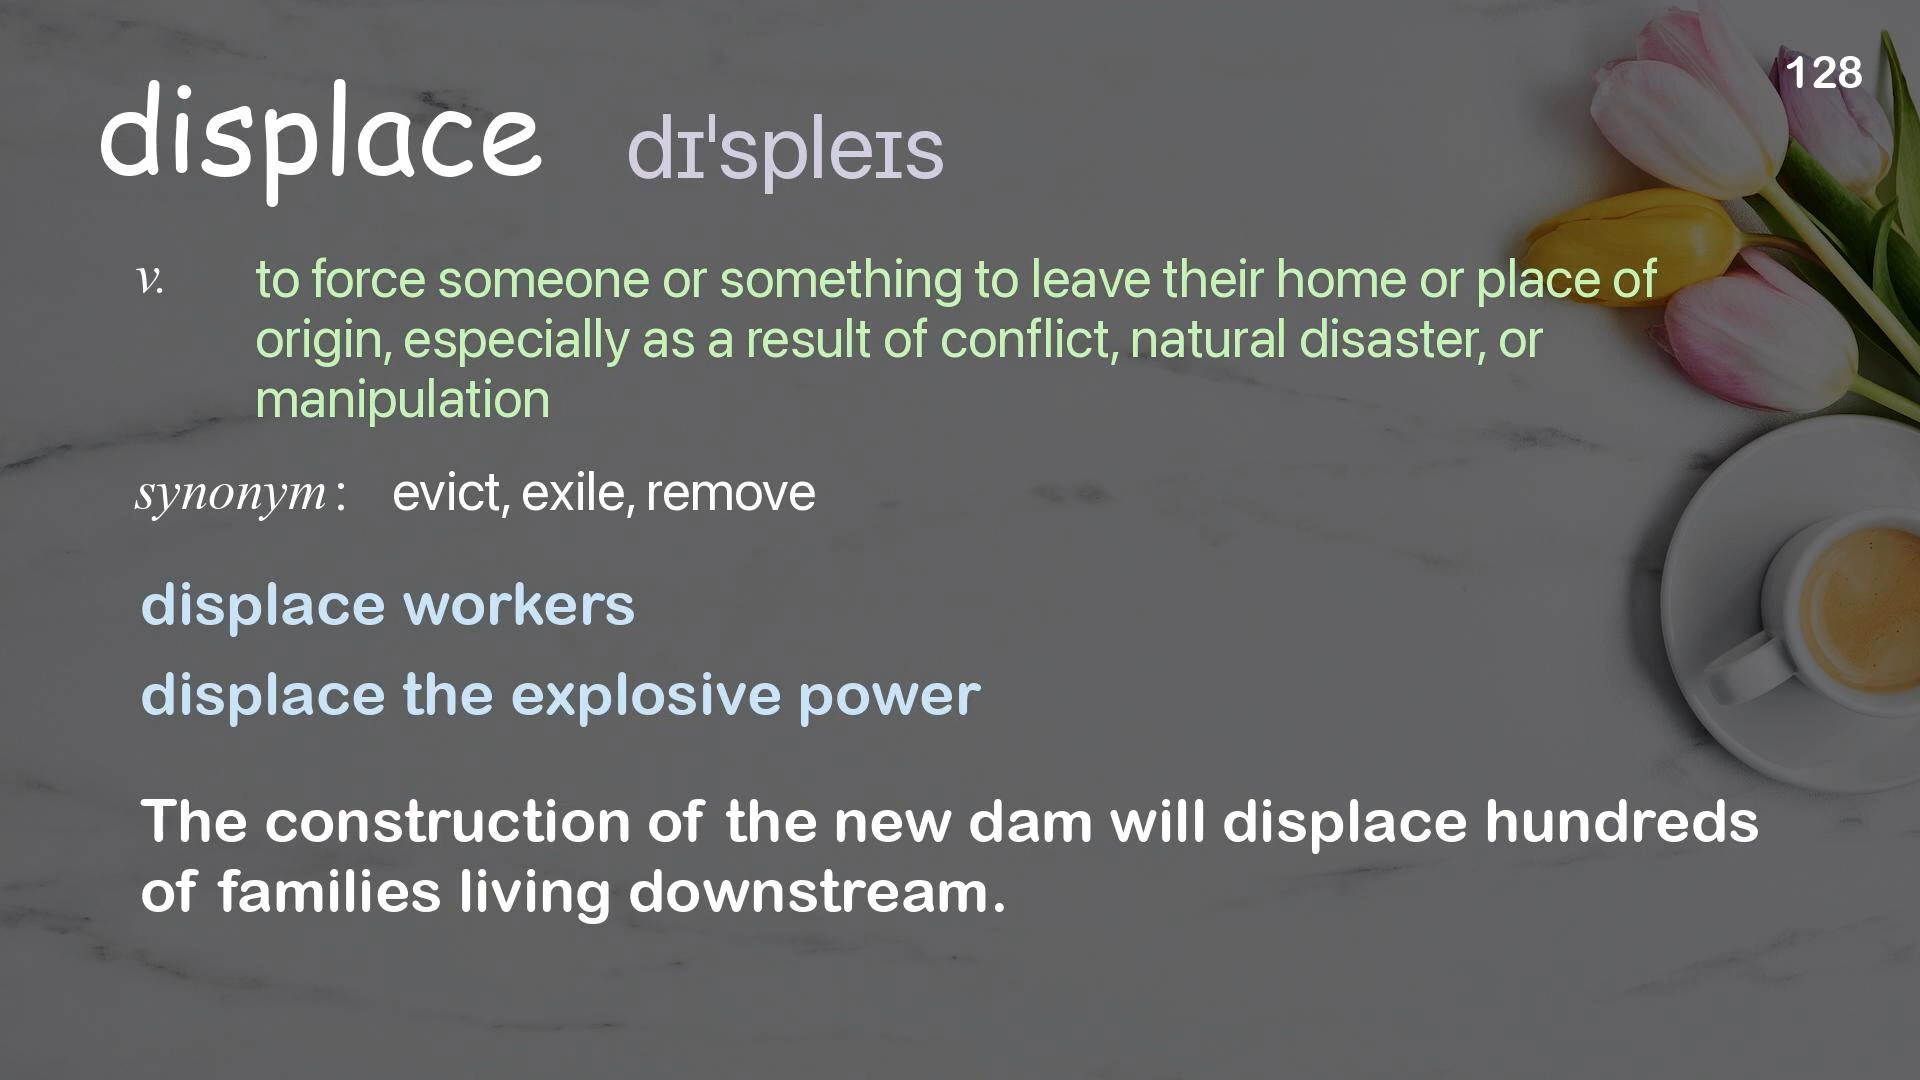 128
displace dɪˈspleɪs
v. to force someone or something to leave their home or place of
origin, especially as a result of conflict, natural disaster, or
manipulation
synonym : evict, exile, remove
displace workers
displace the explosive power
The construction of the new dam will displace hundreds
of families living downstream.